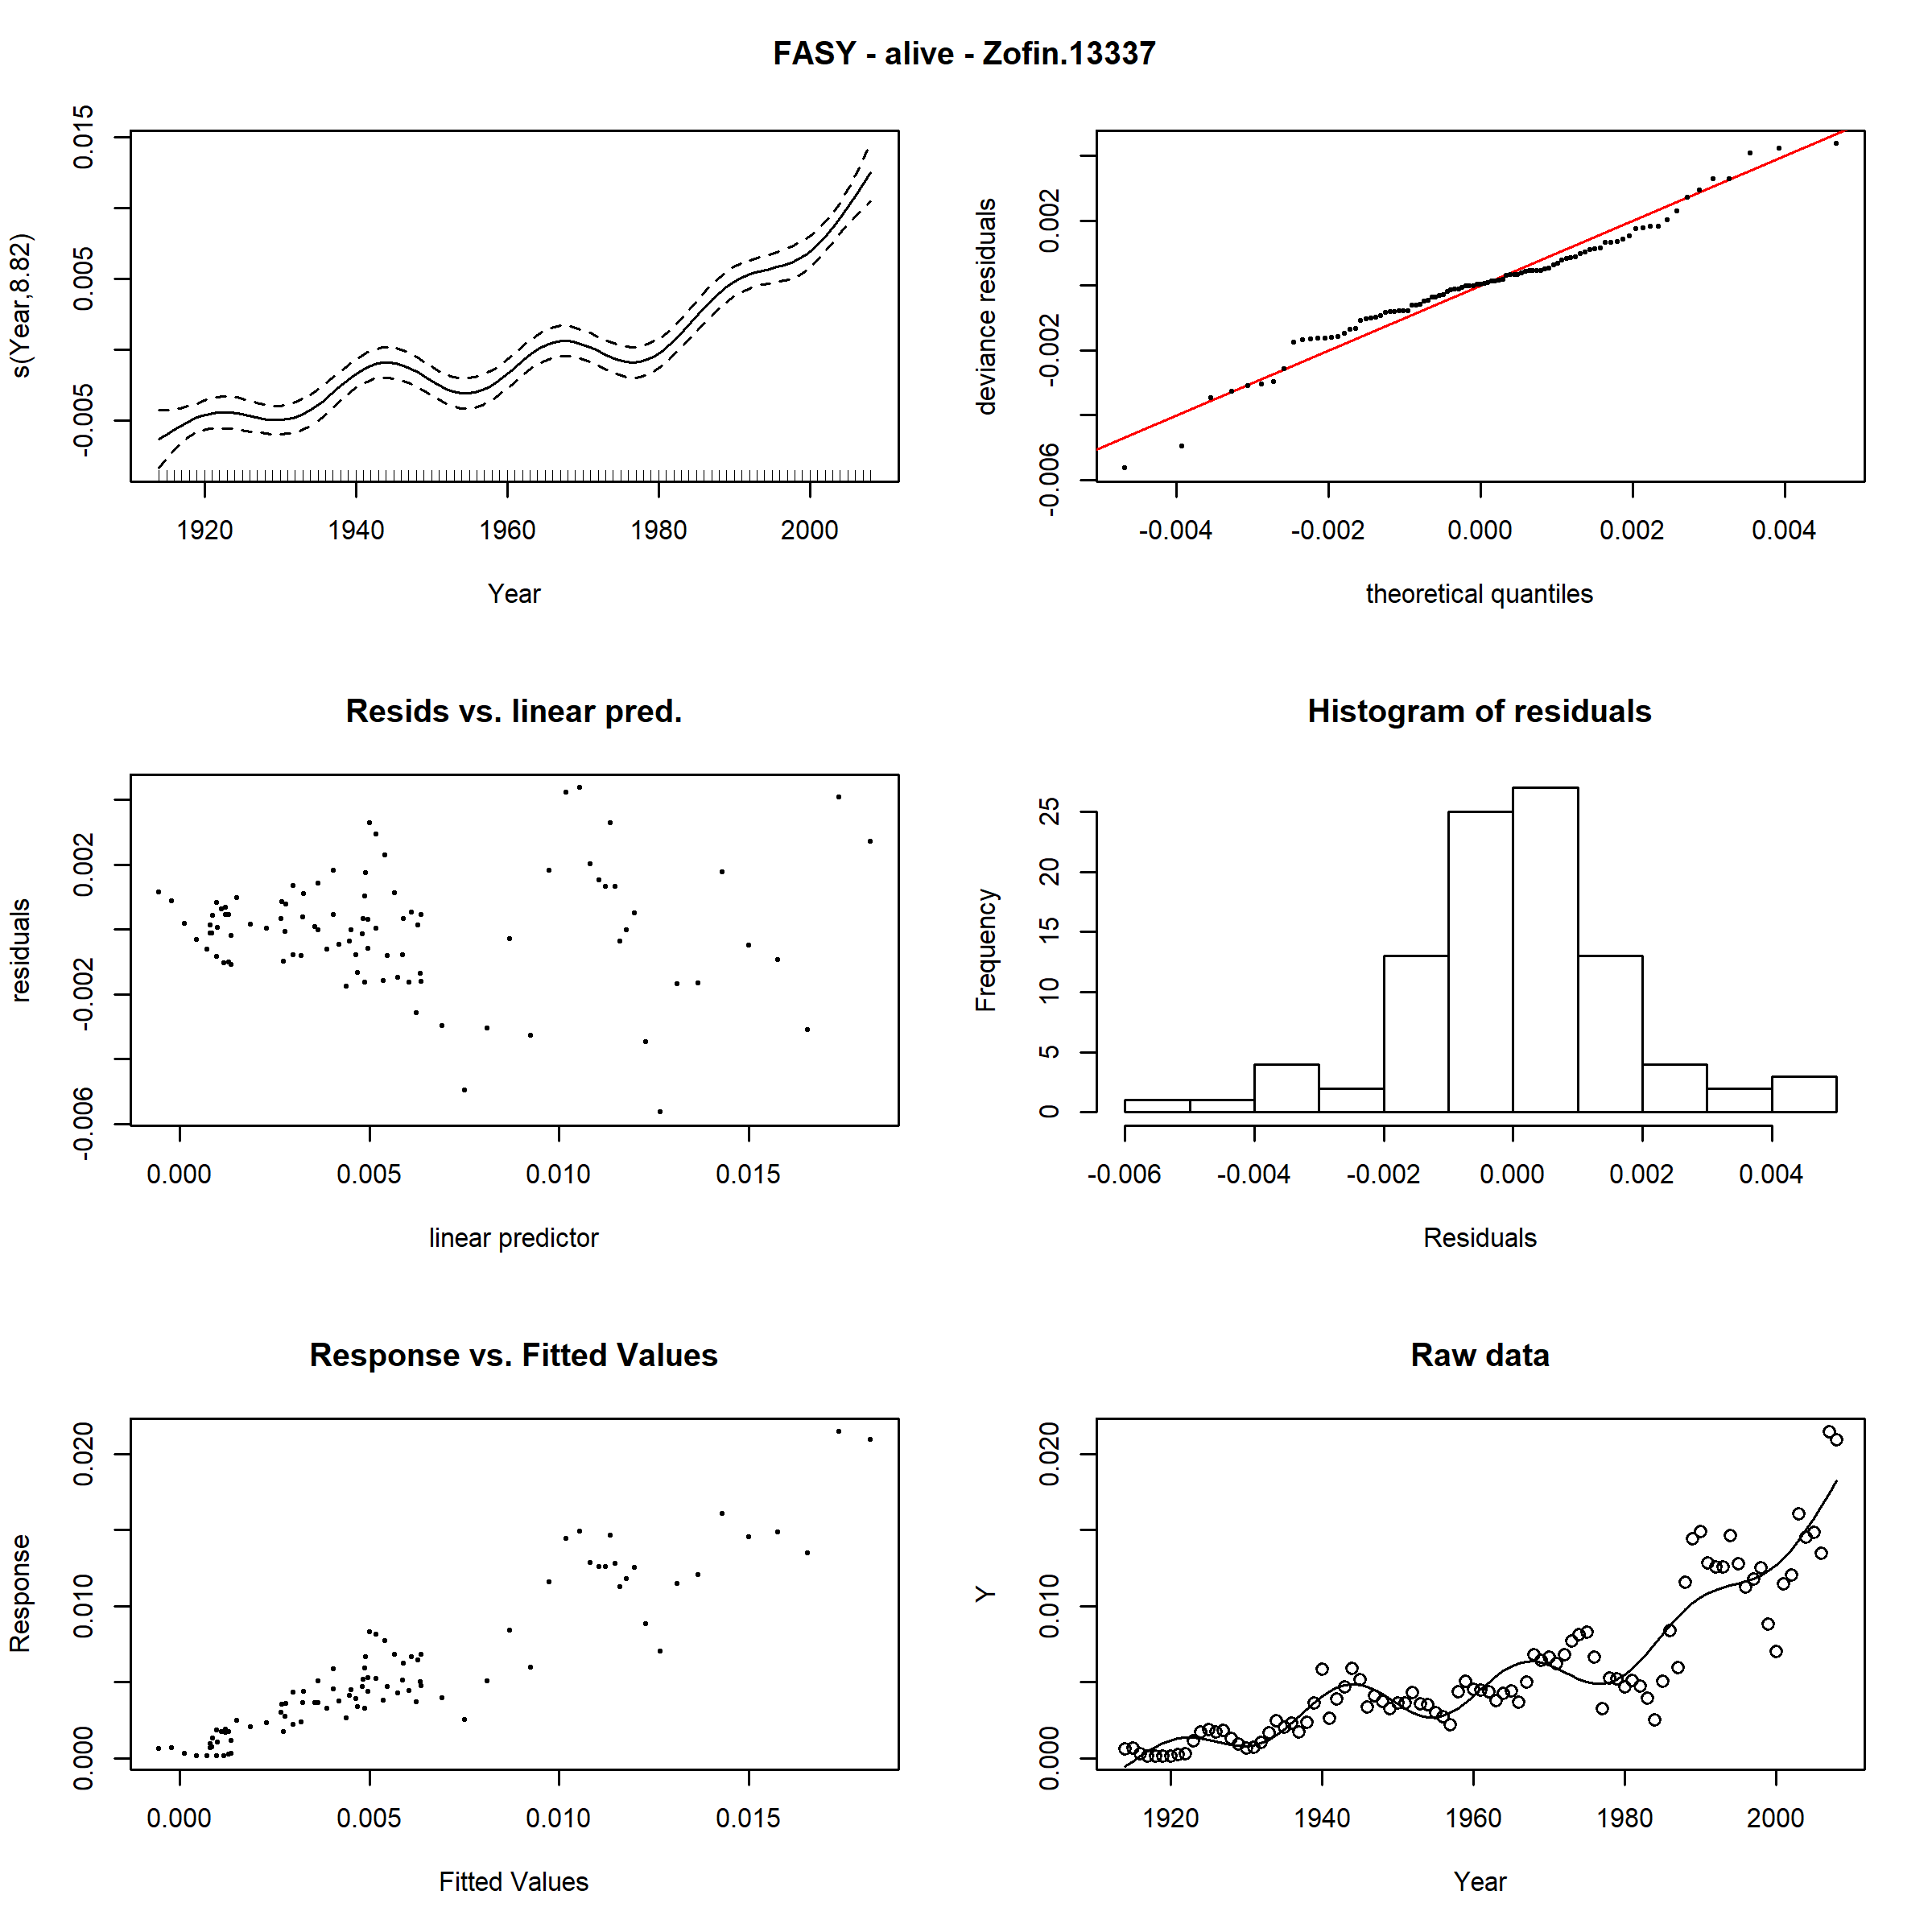 FASY - alive - Zofin.13337
s(Year,8.82)
-0.005 0.005 0.015
1920 1940 1960 1980 2000
Year
deviance residuals
-0.006 -0.002 0.002
-0.004 -0.002 0.000 0.002 0.004
theoretical quantiles
Resids vs. linear pred.
residuals
-0.006 -0.002 0.002
0.000 0.005 0.010 0.015
linear predictor
Histogram of residuals
Frequency
0 5 10 15 20 25
-0.006 -0.004 -0.002 0.000 0.002 0.004
Residuals
Response vs. Fitted Values
Response
0.000 0.010 0.020
0.000 0.005 0.010 0.015
Fitted Values
Raw data
Y
0.000 0.010 0.020
1920 1940 1960 1980 2000
Year